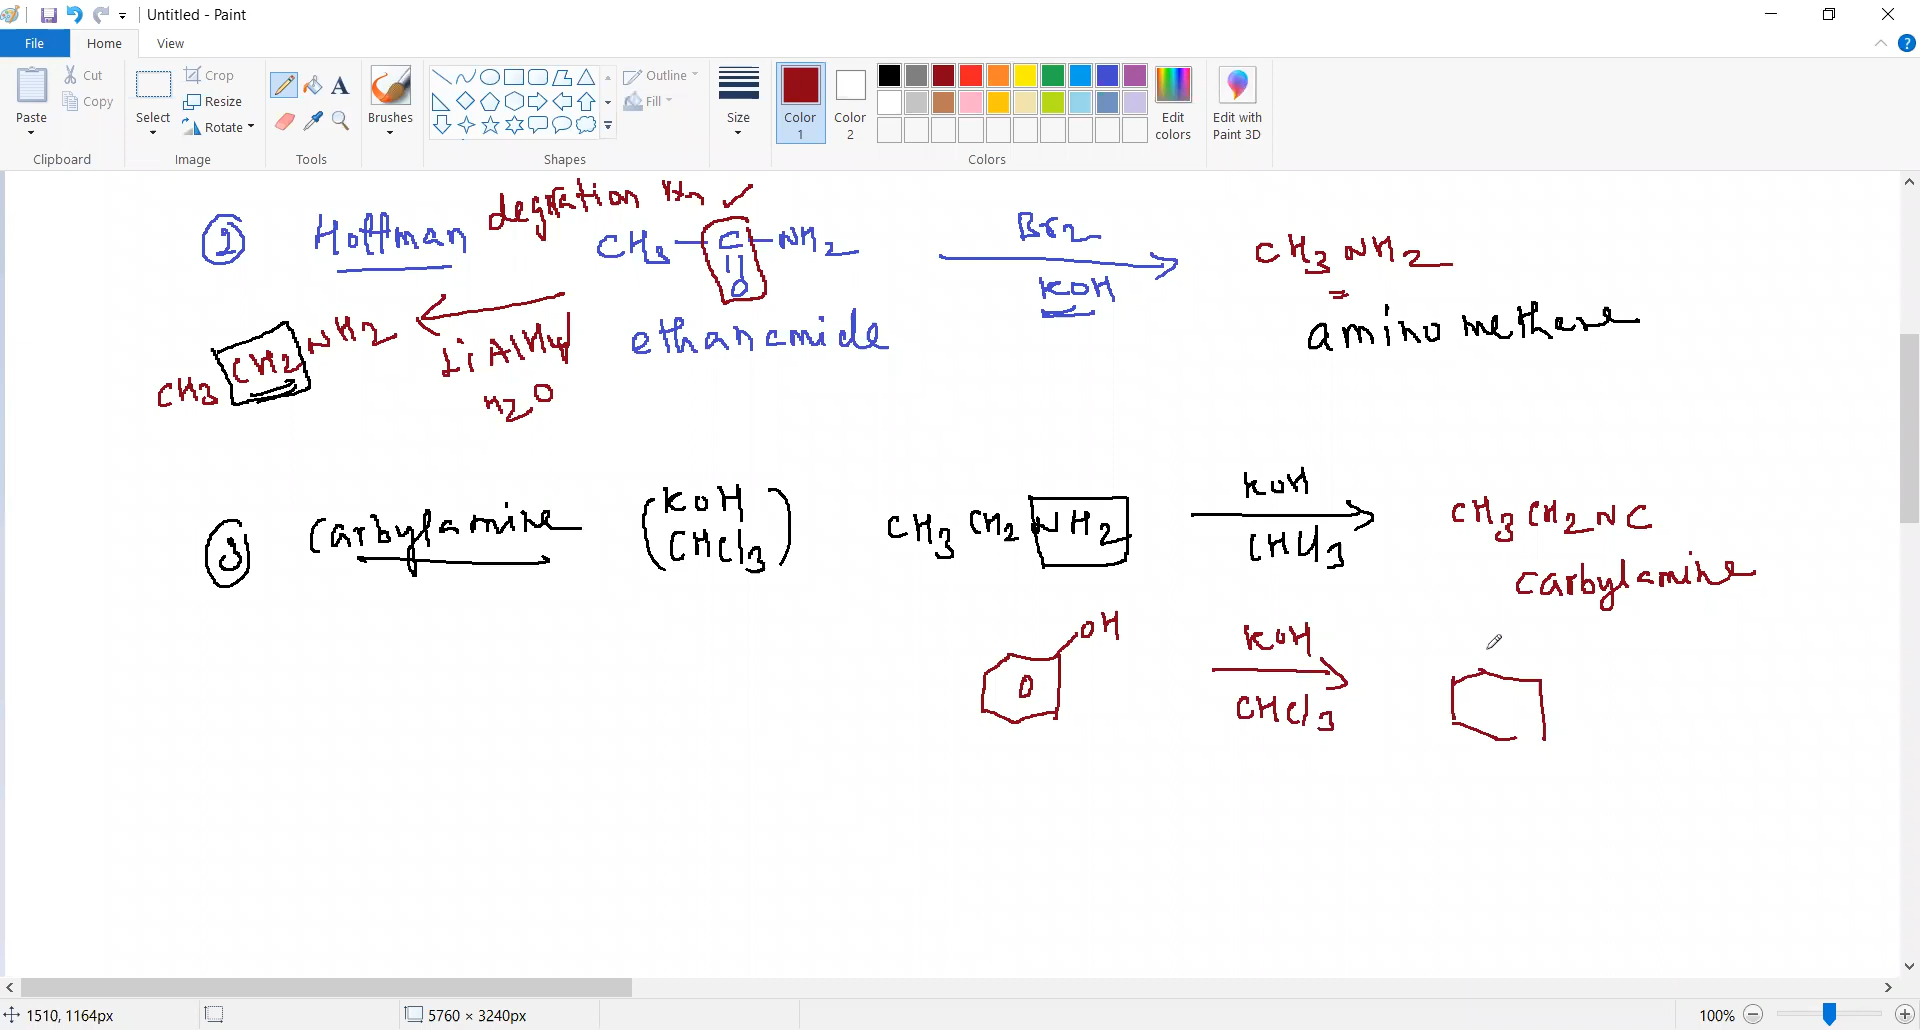 Untitled - Paint
File Home View
Cut
Copy
Paste
Clipboard
Select
Crop
Resize
Rotate
Image
Tools
Brushes
Shapes
Outline
Fill
Size
Color 1
Color 2
Edit colors
Colors
Edit with Paint 3D
② Hoffman degration rxn ✓
CH3 - C - NH2 Br2 CH3 NH2
O KOH
CH3 CH2 NH2 LiAlH4 ethanamide amino methane
H2O
③ Carbylamine (KOH CHCl3) CH3 CH2 NH2 KOH CH3 CH2 NC
CHCl3 carbylamine
OH KOH
CHCl3
1510, 1164px 5760 × 3240px 100%